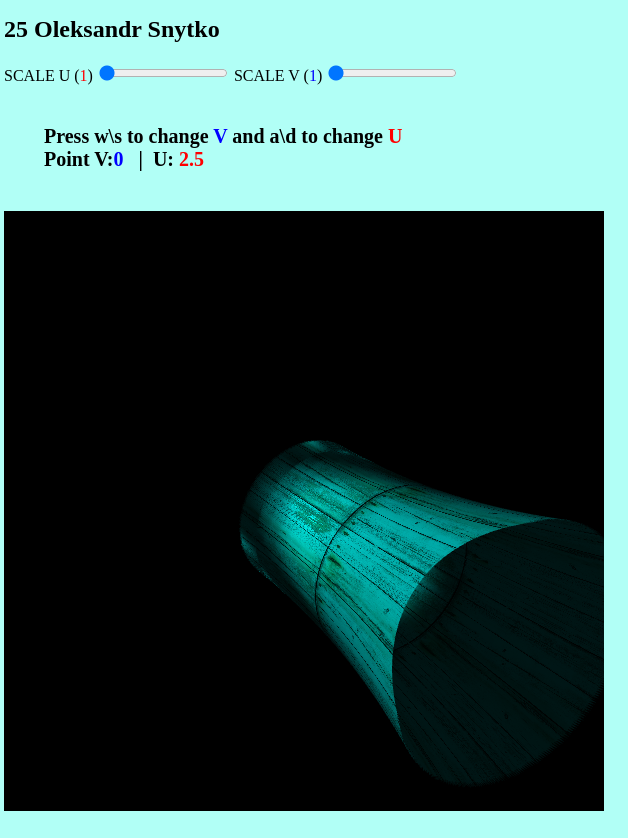 25 Oleksandr Snytko
SCALE U (1) SCALE V (1)
Press w\s to change V and a\d to change U
Point V:0 | U: 2.5